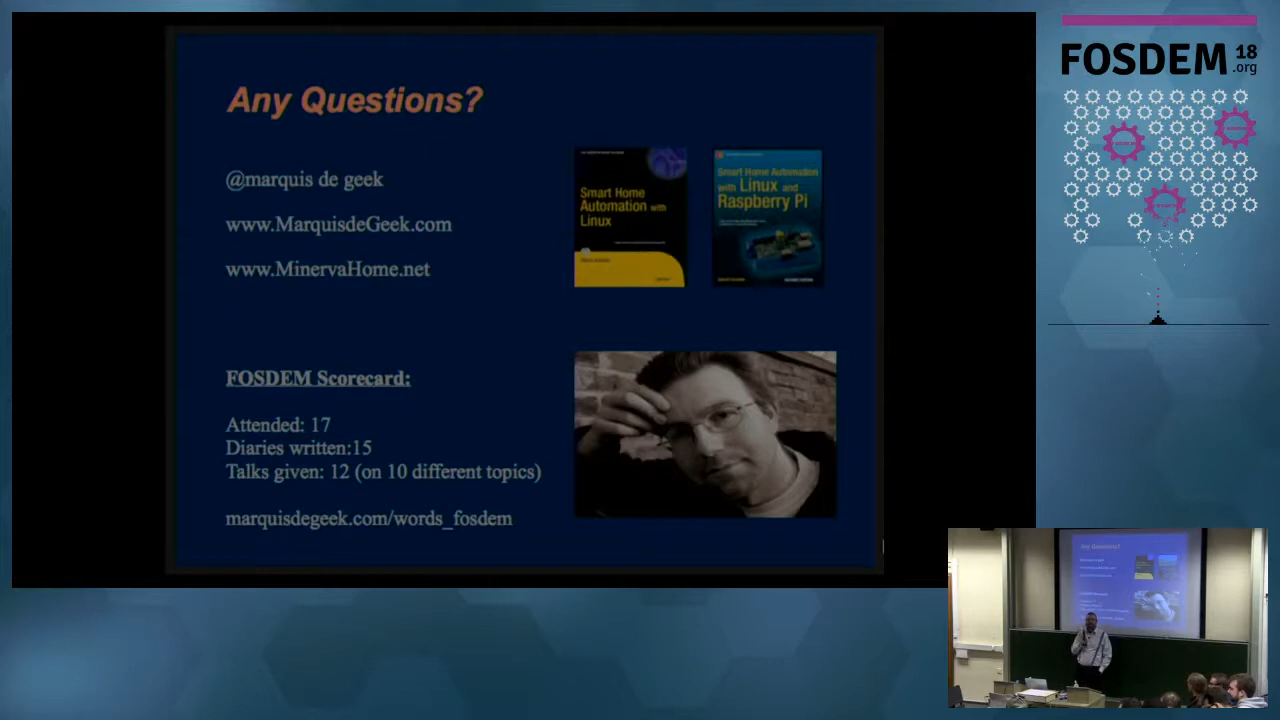 FOSDEM 18
.org
Any Questions?
@marquis de geek
www.MarquisdeGeek.com
www.MinervaHome.net
Smart Home
Automation with
Linux
Smart Home Automation
with Linux and
Raspberry Pi
FOSDEM Scorecard:
Attended: 17
Diaries written:15
Talks given: 12 (on 10 different topics)
marquisdegeek.com/words_fosdem
Any Questions?